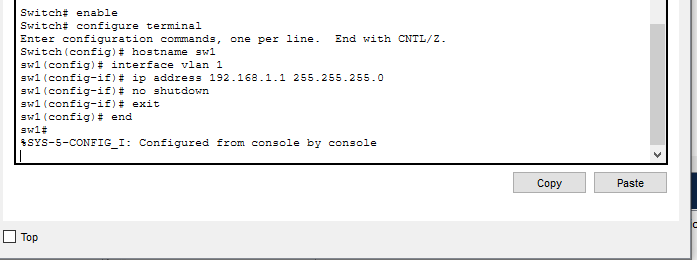 Switch# enable
Switch# configure terminal
Enter configuration commands, one per line.  End with CNTL/Z.
Switch(config)# hostname sw1
sw1(config)# interface vlan 1
sw1(config-if)# ip address 192.168.1.1 255.255.255.0
sw1(config-if)# no shutdown
sw1(config-if)# exit
sw1(config)# end
sw1#
%SYS-5-CONFIG_I: Configured from console by console
Copy
Paste
Top